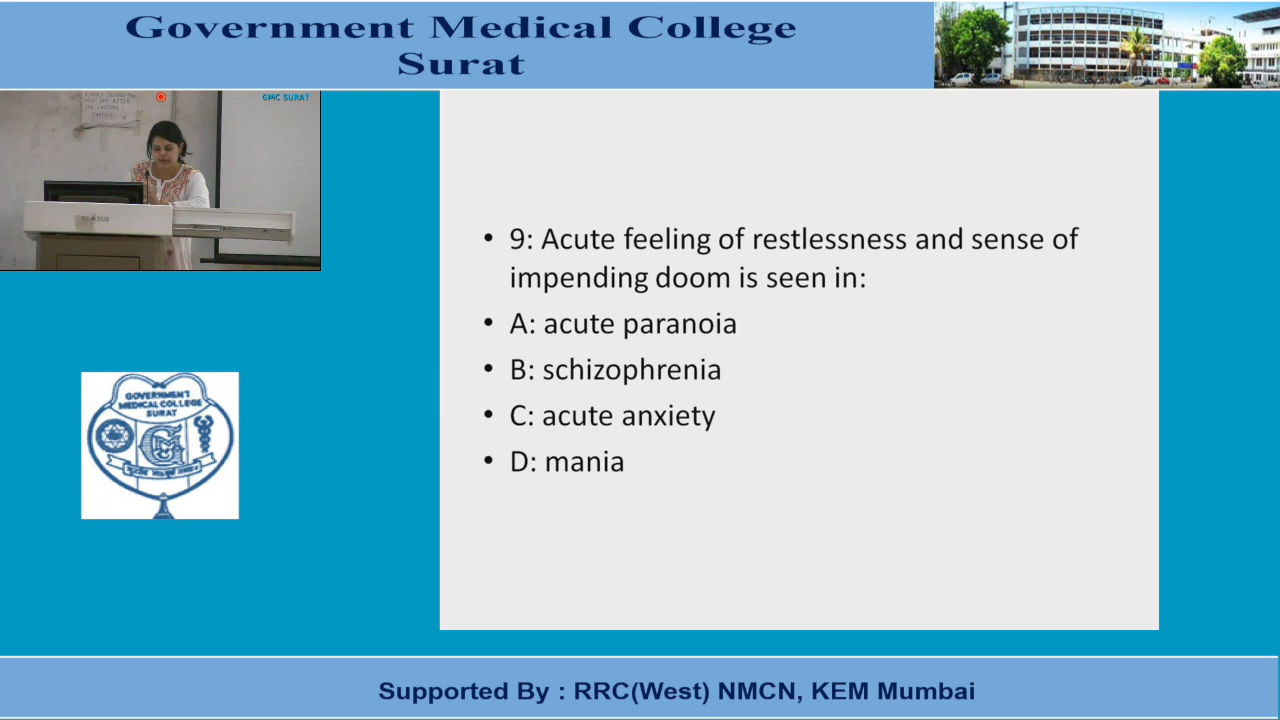 Government Medical College
Surat
GMC SURAT
9: Acute feeling of restlessness and sense of
impending doom is seen in:
A: acute paranoia
B: schizophrenia
C: acute anxiety
D: mania
GOVERNMENT
MEDICAL COLLEGE
SURAT
Supported By : RRC(West) NMCN, KEM Mumbai